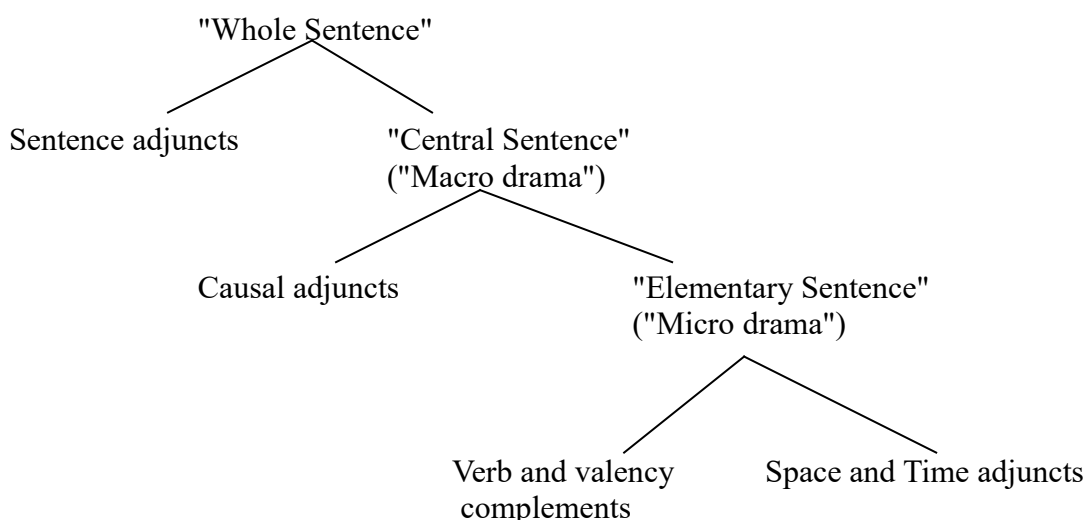 "Whole Sentence"
Sentence adjuncts
"Central Sentence"
("Macro drama")
Causal adjuncts
"Elementary Sentence"
("Micro drama")
Verb and valency
complements
Space and Time adjuncts